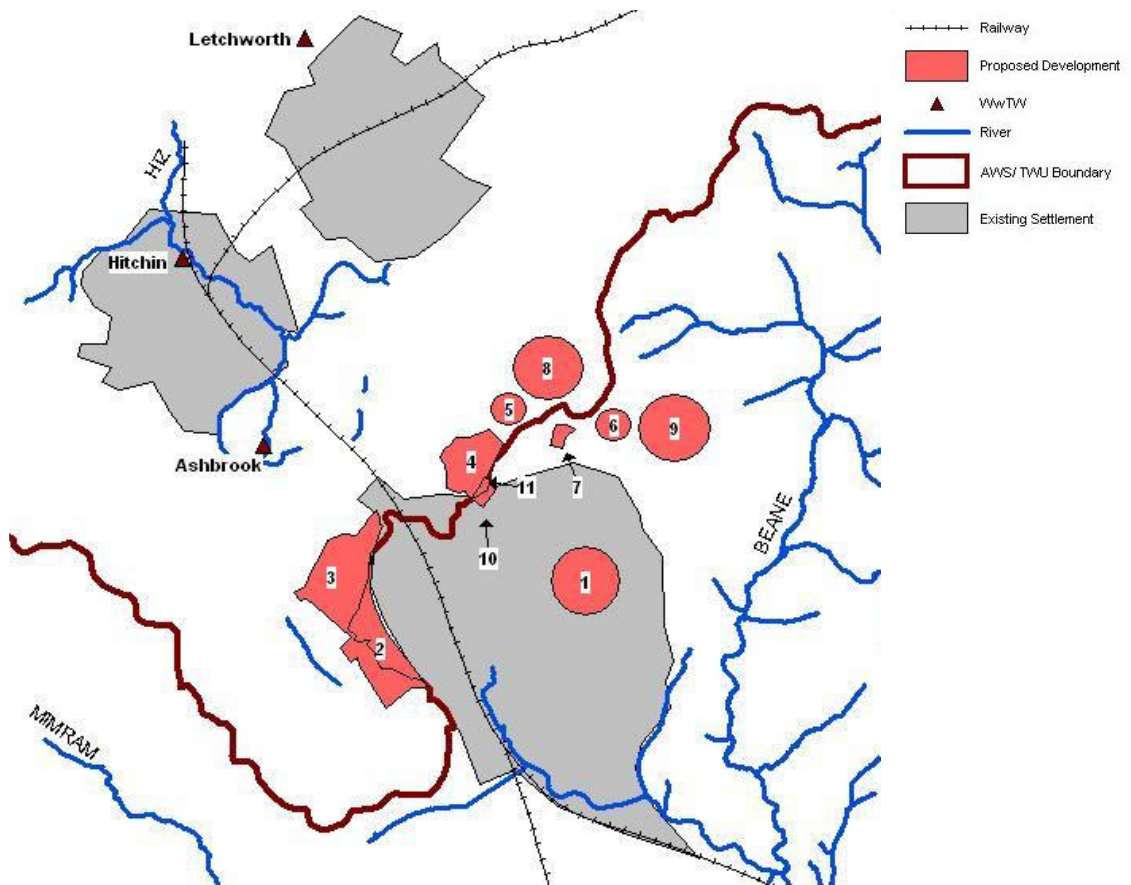 Letchworth
HIZ
Hitchin
Ashbrook
8
5
6
9
4
11
7
10
3
1
2
BEANE
MIMRAM
Railway
Proposed Development
WwTW
River
AWS/ TWU Boundary
Existing Settlement